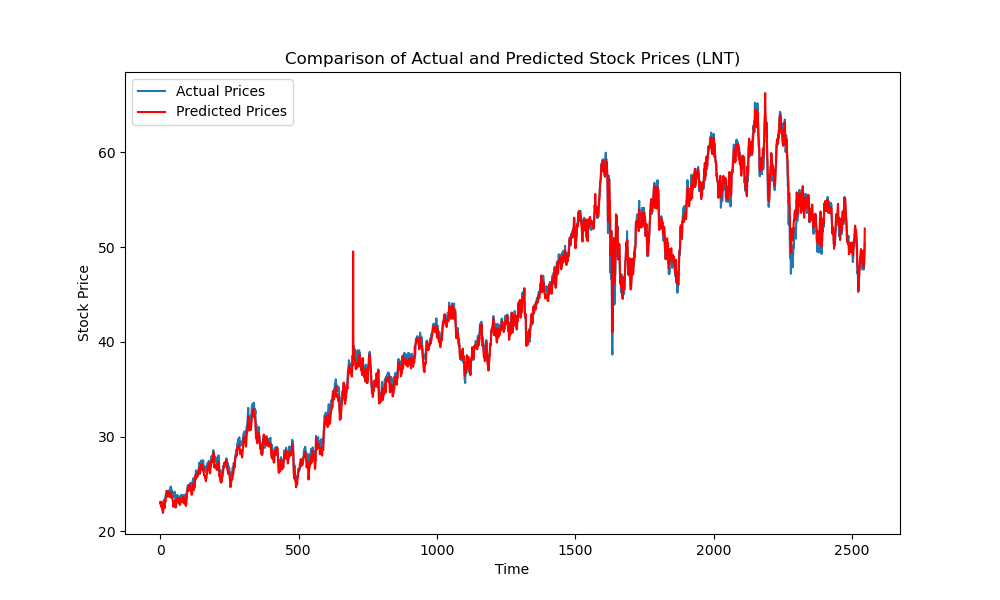 Comparison of Actual and Predicted Stock Prices (LNT)
Actual Prices
Predicted Prices
Stock Price
60
50
40
30
20
0 500 1000 1500 2000 2500
Time